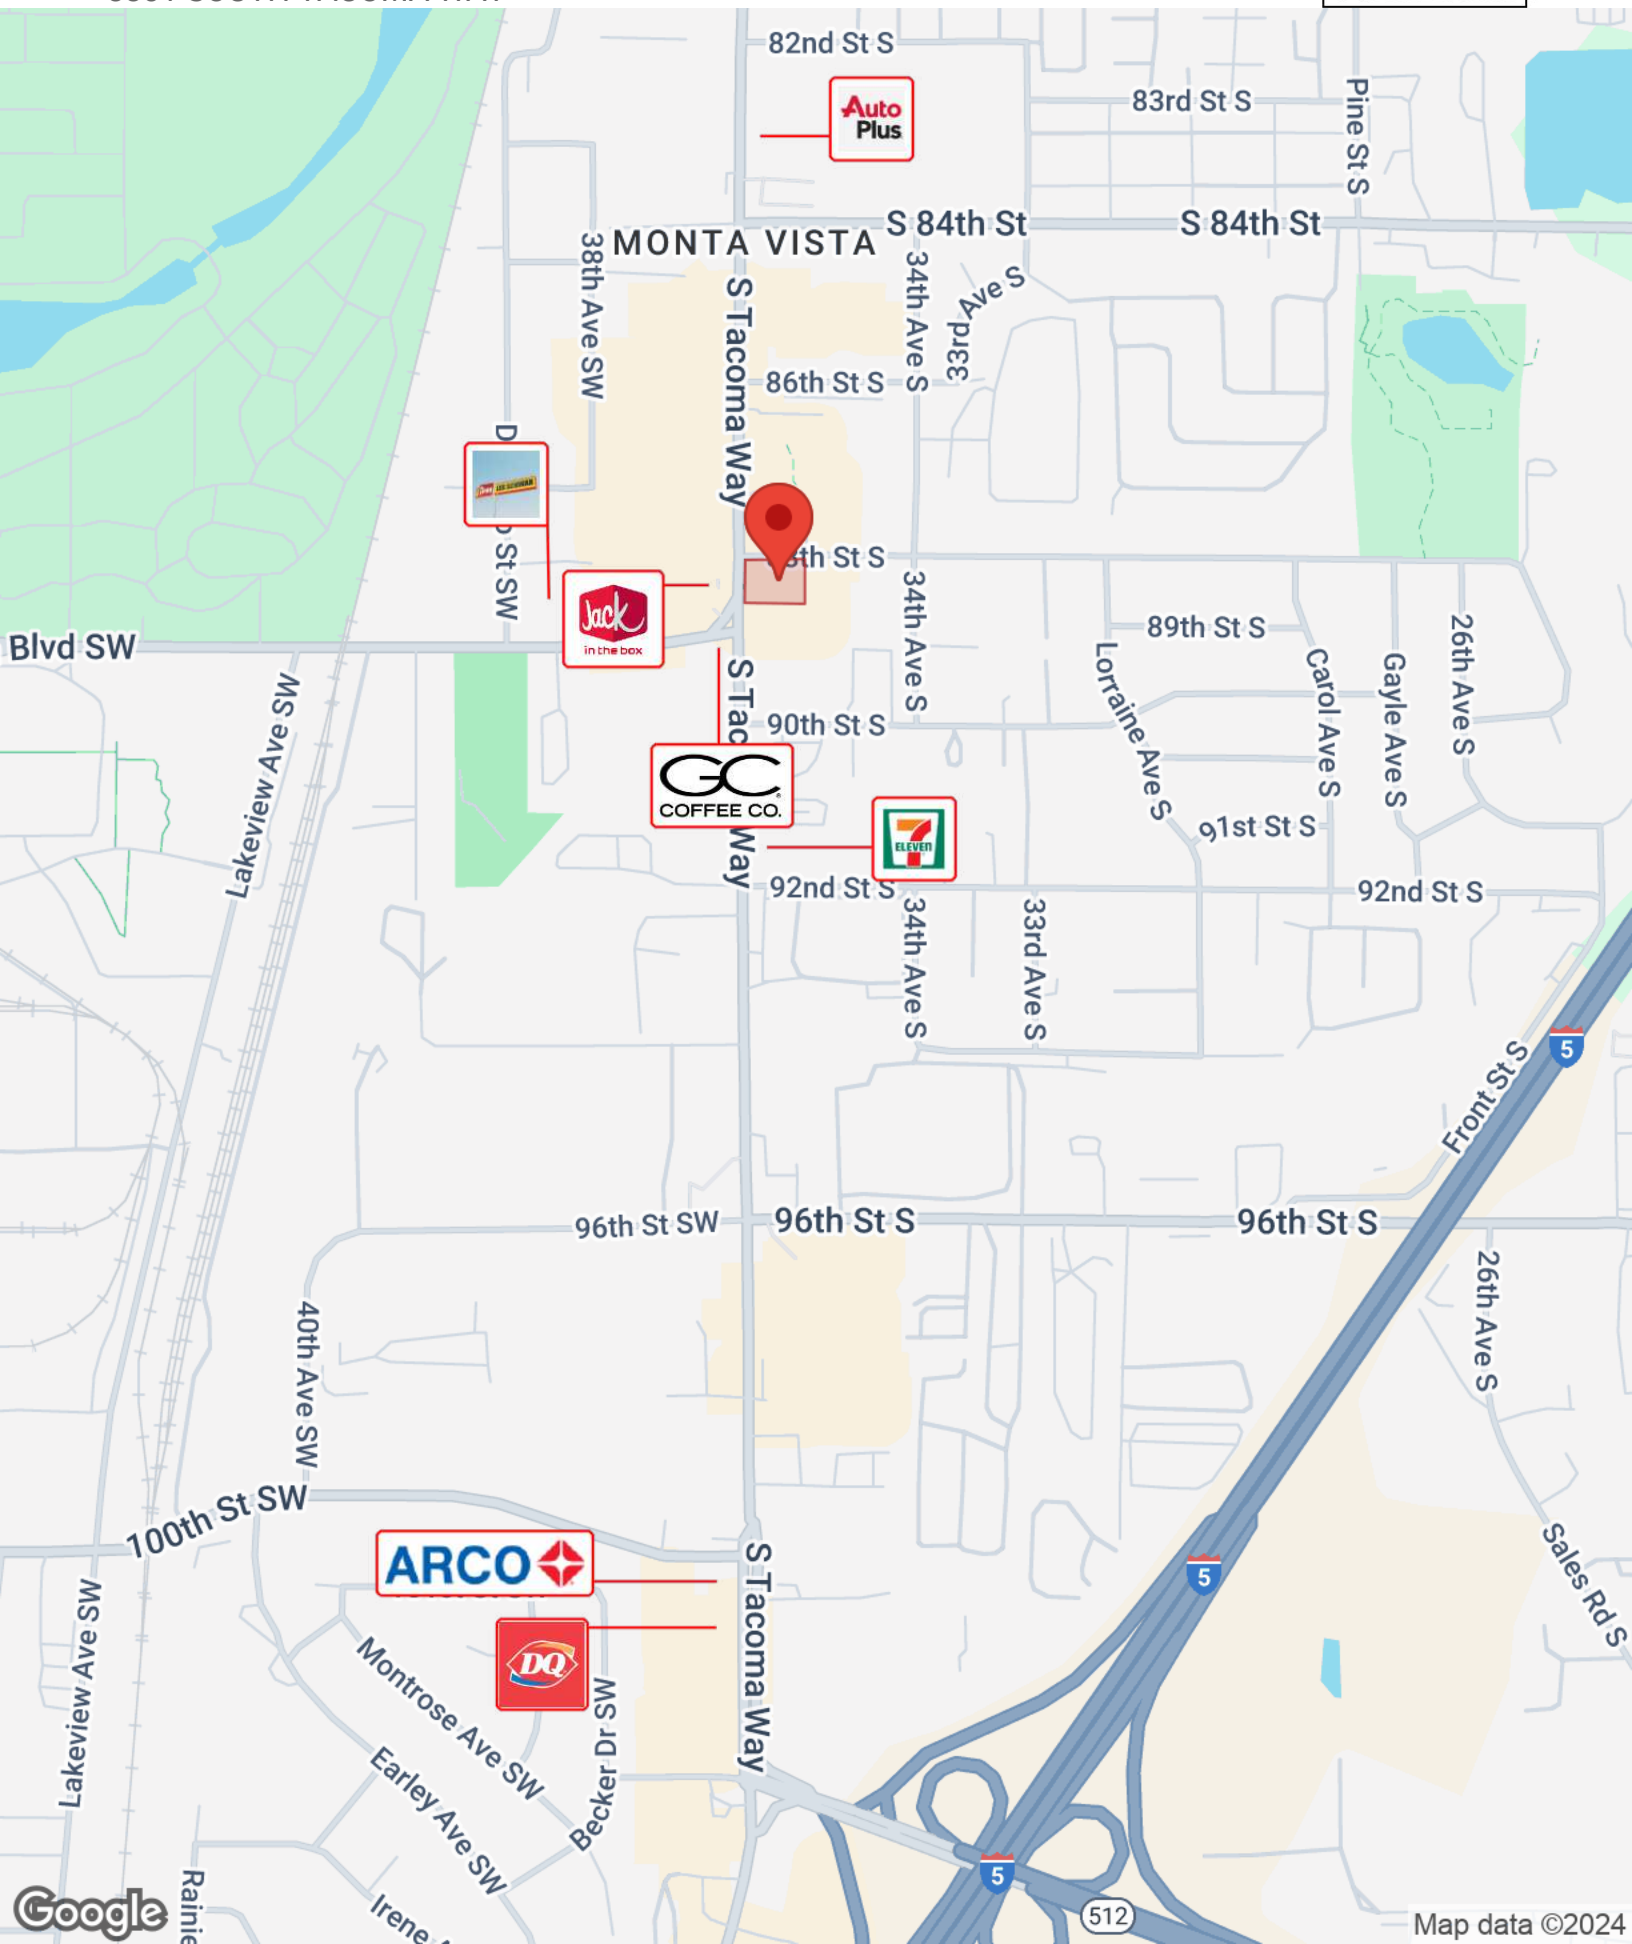 82nd St S
Auto
Plus
83rd St S
Pine St S
S 84th St
S 84th St
MONTA VISTA
38th Ave SW
S Tacoma Way
34th Ave S
33rd Ave S
86th St S
St SW
8th St S
Jack
in the box
Blvd SW
34th Ave S
89th St S
26th Ave S
Lorraine Ave S
Carol Ave S
Gayle Ave S
Lakeview Ave SW
S Tac
90th St S
GC
COFFEE CO.
Way
7
ELEVEN
91st St S
92nd St S
92nd St S
34th Ave S
33rd Ave S
5
Front St S
96th St SW
96th St S
96th St S
26th Ave S
40th Ave SW
100th St SW
ARCO
S Tacoma Way
5
Sales Rd S
Lakeview Ave SW
DQ
Montrose Ave SW
Becker Dr SW
Earley Ave SW
5
512
Rainie
Irene
Google
Map data ©2024